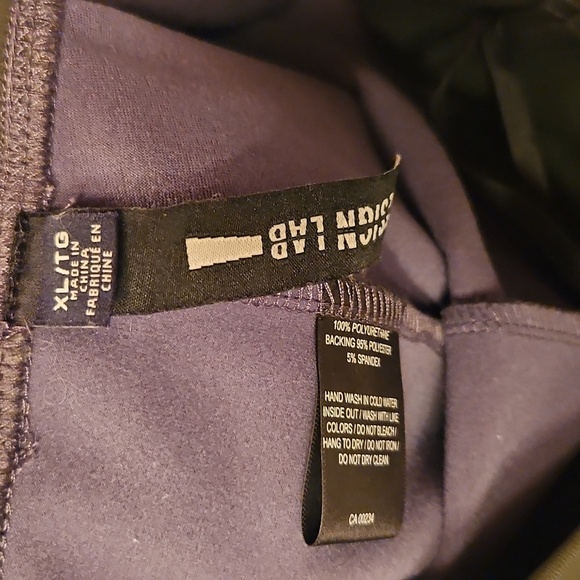 DESIGN LAB
XL/TG
MADE IN
CHINA
FABRIQUÉ EN
CHINE
100% POLYURETHANE
BACKING 95% POLYESTER
5% SPANDEX
HAND WASH IN COLD WATER
INSIDE OUT / WASH WITH LIKE
COLORS / DO NOT BLEACH /
HANG TO DRY / DO NOT IRON /
DO NOT DRY CLEAN
CA 00234